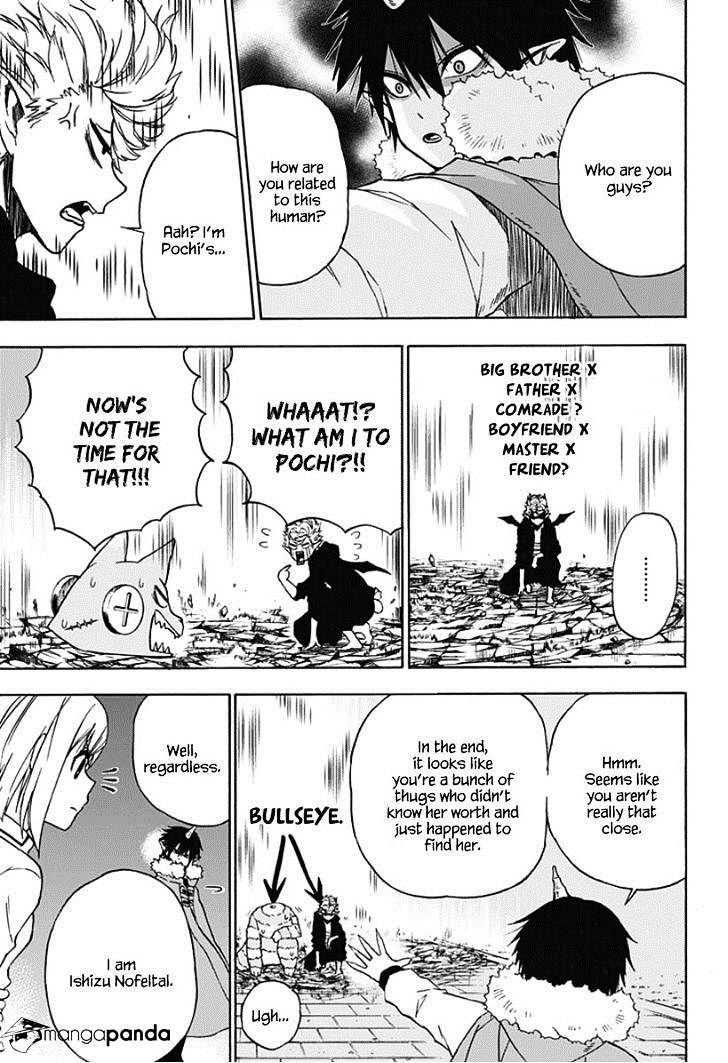 Who are you
guys?
How are
you related
to this
human?
Aah? I'm
Pochi's...
BIG BROTHER X
FATHER X
COMRADE ?
BOYFRIEND X
MASTER X
FRIEND?
.........
WHAAAT!?
WHAT AM I TO
POCHI?!!
NOW'S
NOT THE
TIME FOR
THAT!!!
Hmm.
Seems like
you aren't
really that
close.
In the end,
it looks like
you're a bunch of
thugs who didn't
know her worth and
just happened to
find her.
BULLSEYE.
Ugh...
Well,
regardless.
I am
Ishizu Nofeltal.
mangapanda